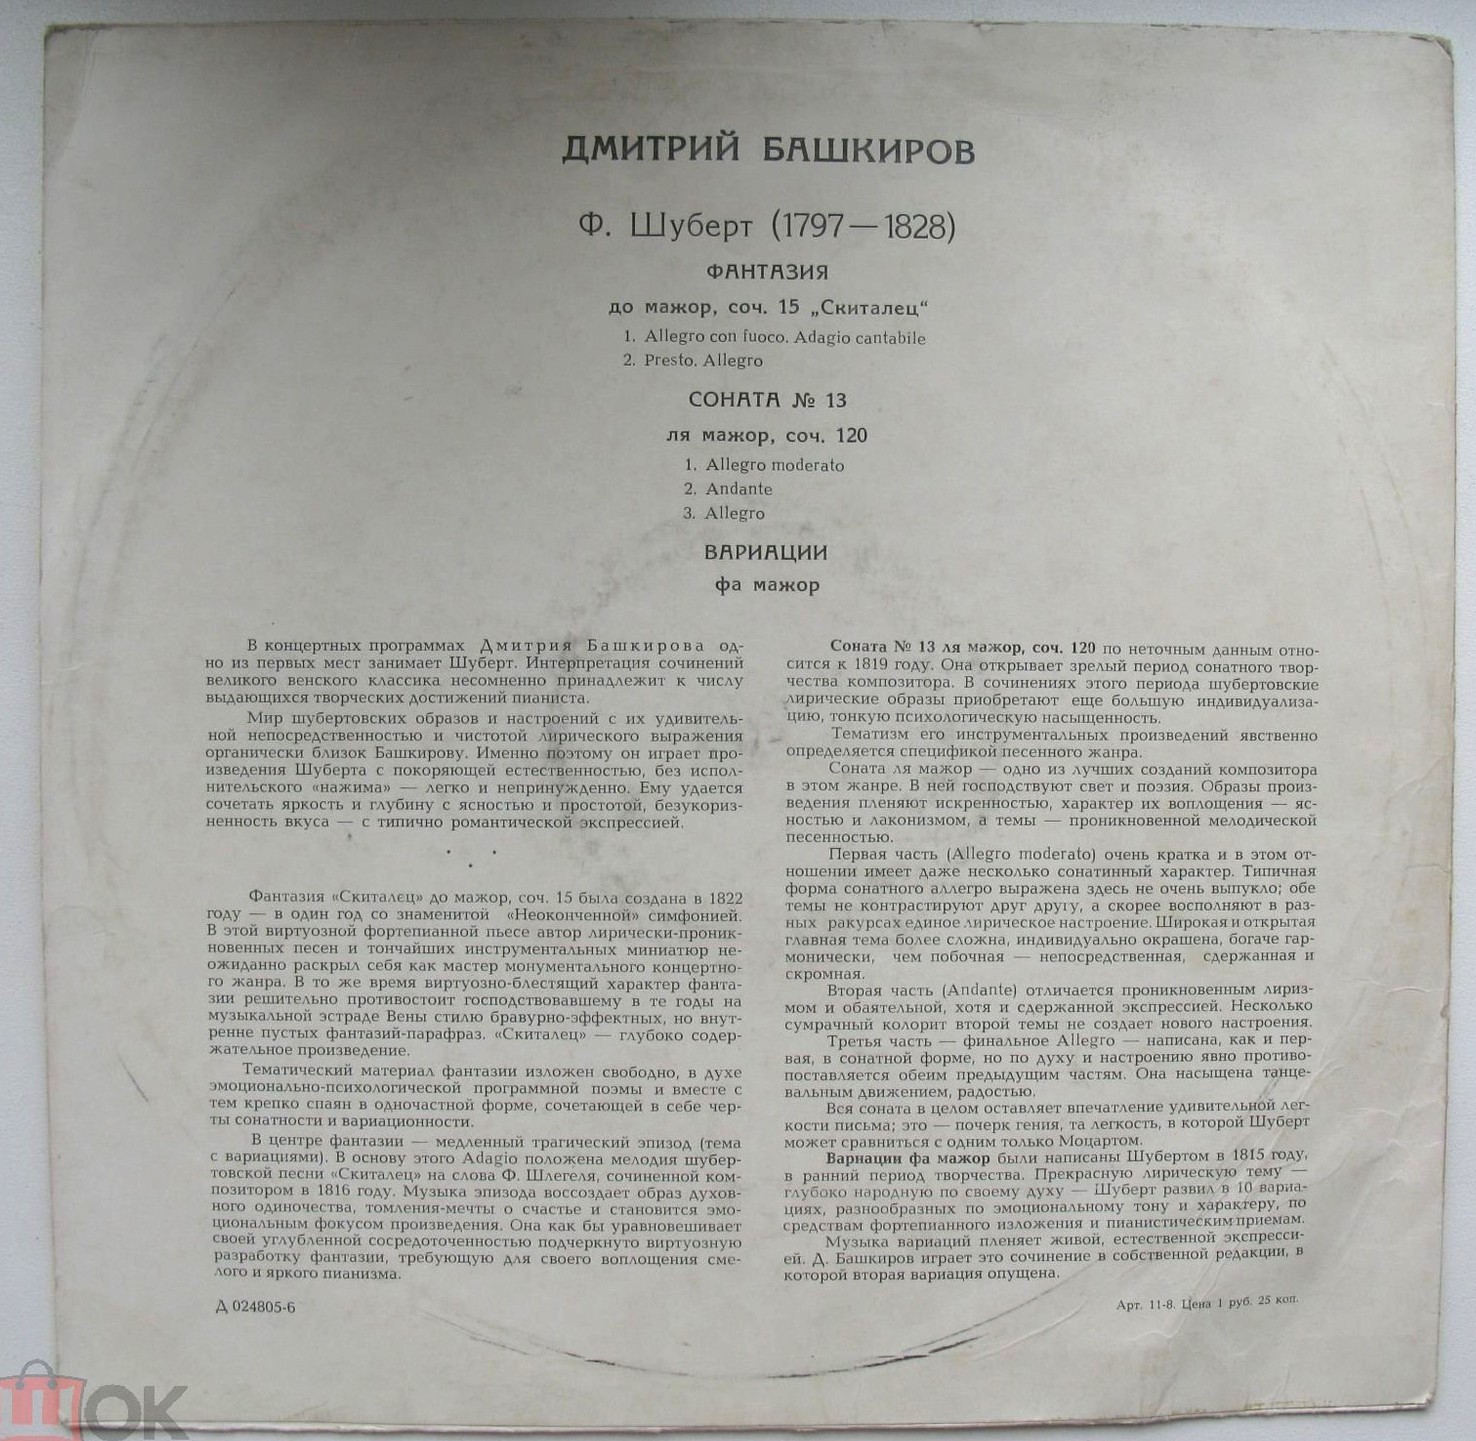 ДМИТРИЙ БАШКИРОВ
Ф. Шуберт (1797—1828)
ФАНТАЗИЯ
до мажор, соч. 15 „Скиталец“
1. Allegro con fuoco. Adagio cantabile
2. Presto. Allegro
СОНАТА № 13
ля мажор, соч. 120
1. Allegro moderato
2. Andante
3. Allegro
ВАРИАЦИИ
фа мажор
В концертных программах Дмитрия Башкирова од-
но из первых мест занимает Шуберт. Интерпретация сочинений
великого венского классика несомненно принадлежит к числу
выдающихся творческих достижений пианиста.
Мир шубертовских образов и настроений с их удивитель-
ной непосредственностью и чистотой лирического выражения
органически близок Башкирову. Именно поэтому он играет про-
изведения Шуберта с покоряющей естественностью, без испол-
нительского «нажима» — легко и непринужденно. Ему удается
сочетать яркость и глубину с ясностью и простотой, безукориз-
ненность вкуса — с типично романтической экспрессией.
Фантазия «Скиталец» до мажор, соч. 15 была создана в 1822
году — в один год со знаменитой «Неоконченной» симфонией.
В этой виртуозной фортепианной пьесе автор лирически-проник-
новенных песен и тончайших инструментальных миниатюр не-
ожиданно раскрыл себя как мастер монументального концертно-
го жанра. В то же время виртуозно-блестящий характер фанта-
зии решительно противостоит господствовавшему в те годы на
музыкальной эстраде Вены стилю бравурно-эффектных, но внут-
ренне пустых фантазий-парафраз. «Скиталец» — глубоко содер-
жательное произведение.
Тематический материал фантазии изложен свободно, в духе
эмоционально-психологической программной поэмы и вместе с
тем крепко спаян в одночастной форме, сочетающей в себе чер-
ты сонатности и вариационности.
В центре фантазии — медленный трагический эпизод (тема
с вариациями). В основу этого Adagio положена мелодия шубер-
товской песни «Скиталец» на слова Ф. Шлегеля, сочиненной ком-
позитором в 1816 году. Музыка эпизода воссоздает образ духов-
ного одиночества, томления-мечты о счастье и становится эмо-
циональным фокусом произведения. Она как бы уравновешивает
своей углубленной сосредоточенностью подчеркнуто виртуозную
разработку фантазии, требующую для своего воплощения сме-
лого и яркого пианизма.
Д 024805-6
Соната № 13 ля мажор, соч. 120 по неточным данным отно-
сится к 1819 году. Она открывает зрелый период сонатного твор-
чества композитора. В сочинениях этого периода шубертовские
лирические образы приобретают еще большую индивидуализа-
цию, тонкую психологическую насыщенность.
Тематизм его инструментальных произведений явственно
определяется спецификой песенного жанра.
Соната ля мажор — одно из лучших созданий композитора
в этом жанре. В ней господствуют свет и поэзия. Образы произ-
ведения пленяют искренностью, характер их воплощения — яс-
ностью и лаконизмом, а темы — проникновенной мелодической
песенностью.
Первая часть (Allegro moderato) очень кратка и в этом от-
ношении имеет даже несколько сонатинный характер. Типичная
форма сонатного аллегро выражена здесь не очень выпукло; обе
темы не контрастируют друг другу, а скорее восполняют в раз-
ных ракурсах единое лирическое настроение. Широкая и открытая
главная тема более сложна, индивидуально окрашена, богаче гар-
монически, чем побочная — непосредственная, сдержанная и
скромная.
Вторая часть (Andante) отличается проникновенным лириз-
мом и обаятельной, хотя и сдержанной экспрессией. Несколько
сумрачный колорит второй темы не создает нового настроения.
Третья часть — финальное Allegro — написана, как и пер-
вая, в сонатной форме, но по духу и настроению явно противо-
поставляется обеим предыдущим частям. Она насыщена танце-
вальным движением, радостью.
Вся соната в целом оставляет впечатление удивительной лег-
кости письма; это — почерк гения, та легкость, в которой Шуберт
может сравниться с одним только Моцартом.
Вариации фа мажор были написаны Шубертом в 1815 году,
в ранний период творчества. Прекрасную лирическую тему —
глубоко народную по своему духу — Шуберт развил в 10 вариа-
циях, разнообразных по эмоциональному тону и характеру, по
средствам фортепианного изложения и пианистическим приемам.
Музыка вариаций пленяет живой, естественной экспресси-
ей. Д. Башкиров играет это сочинение в собственной редакции, в
которой вторая вариация опущена.
Арт. 11-8. Цена 1 руб. 25 коп.
ОК